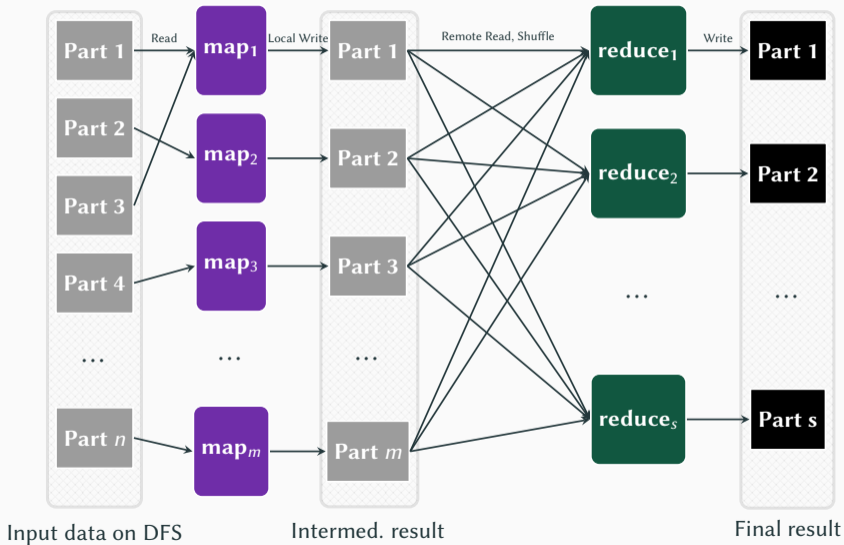 Part 1
Read
map₁
Local Write
Part 1
Remote Read, Shuffle
reduce₁
Write
Part 1
Part 2
map₂
Part 2
reduce₂
Part 2
Part 3
map₃
Part 3
Part 4
...
...
...
...
...
Part n
mapₘ
Part m
reduceₛ
Part s
Input data on DFS
Intermed. result
Final result